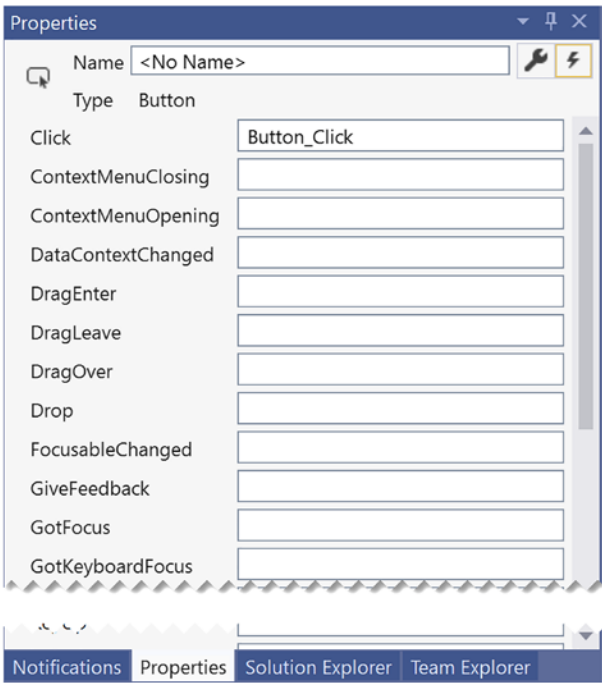 Properties
Name <No Name>
Type Button
Click Button_Click
ContextMenuClosing
ContextMenuOpening
DataContextChanged
DragEnter
DragLeave
DragOver
Drop
FocusableChanged
GiveFeedback
GotFocus
GotKeyboardFocus
Notifications Properties Solution Explorer Team Explorer